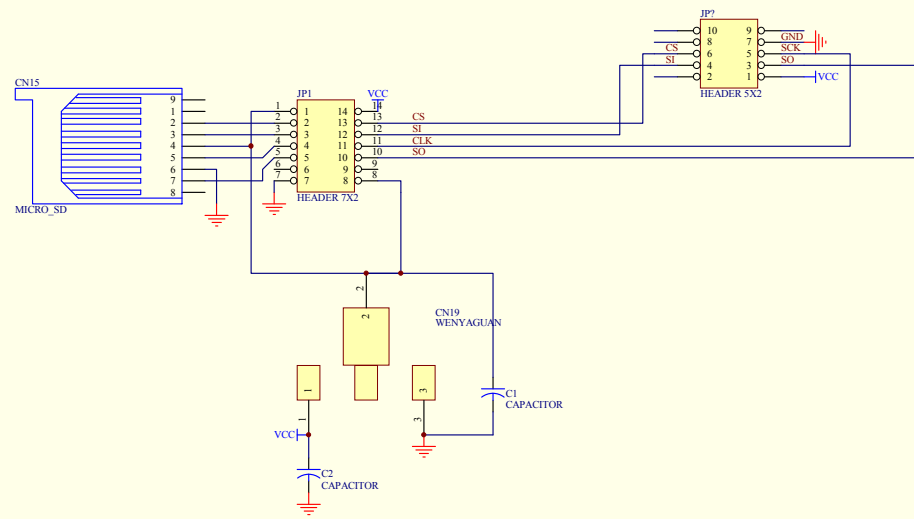 JP?
10 9
8 7 GND
CS 6 5 SCK
SI 4 3 SO
2 1 VCC
HEADER 5X2
CN15
9
1
2
3
4
5
6
7
8
MICRO_SD
JP1
VCC
1 1 14 14
2 2 13 13 CS
3 3 12 12 SI
4 4 11 11 CLK
5 5 10 10 SO
6 6 9 9
7 7 8 8
HEADER 7X2
2
2
CN19
WENYAGUAN
1
3
1
3
C1
CAPACITOR
VCC
C2
CAPACITOR